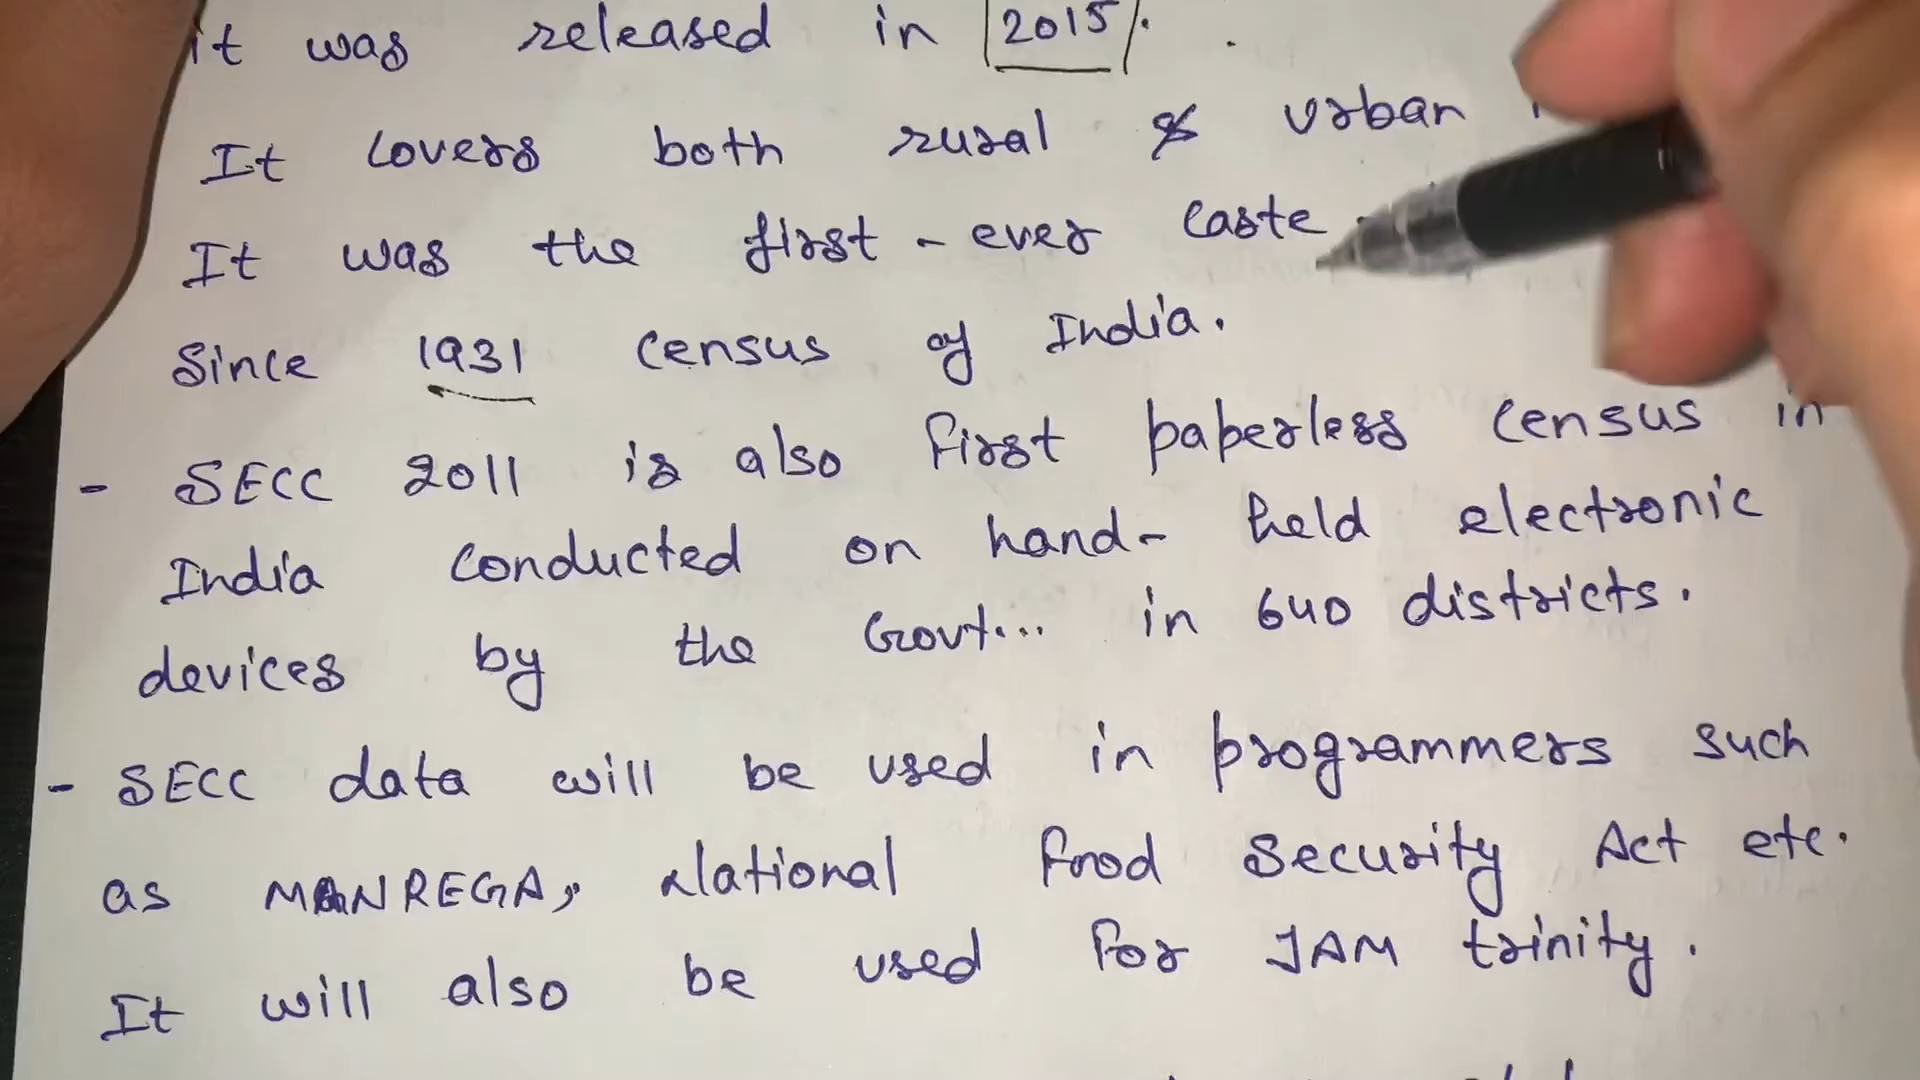 it was released in 2015.
It covers both rural & urban
It was the first-ever caste
Since 1931 census of India.
- SECC 2011 is also first paperless census in
India conducted on hand-held electronic
devices by the Govt... in 640 districts.
- SECC data will be used in programmers such
as MANREGA, National Food Security Act etc.
It will also be used for JAM trinity.